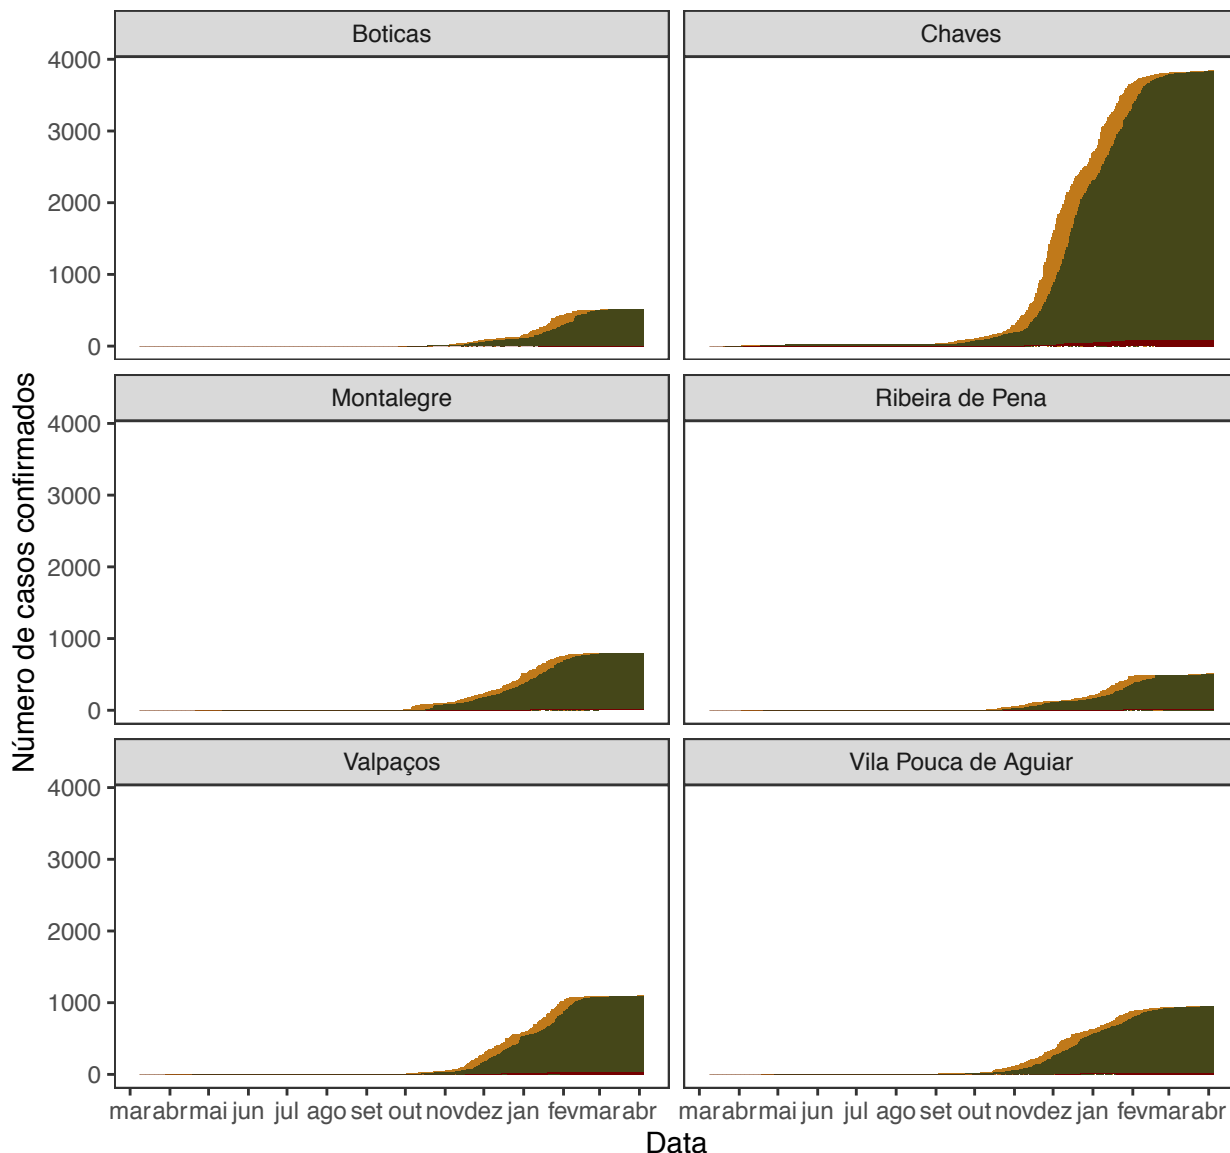 Boticas
Chaves
4000
3000
2000
1000
0
Montalegre
Ribeira de Pena
4000
3000
2000
1000
0
Valpaços
Vila Pouca de Aguiar
4000
3000
2000
1000
0
mar abr mai jun jul ago set out nov dez jan fev mar abr
mar abr mai jun jul ago set out nov dez jan fev mar abr
Data
Número de casos confirmados